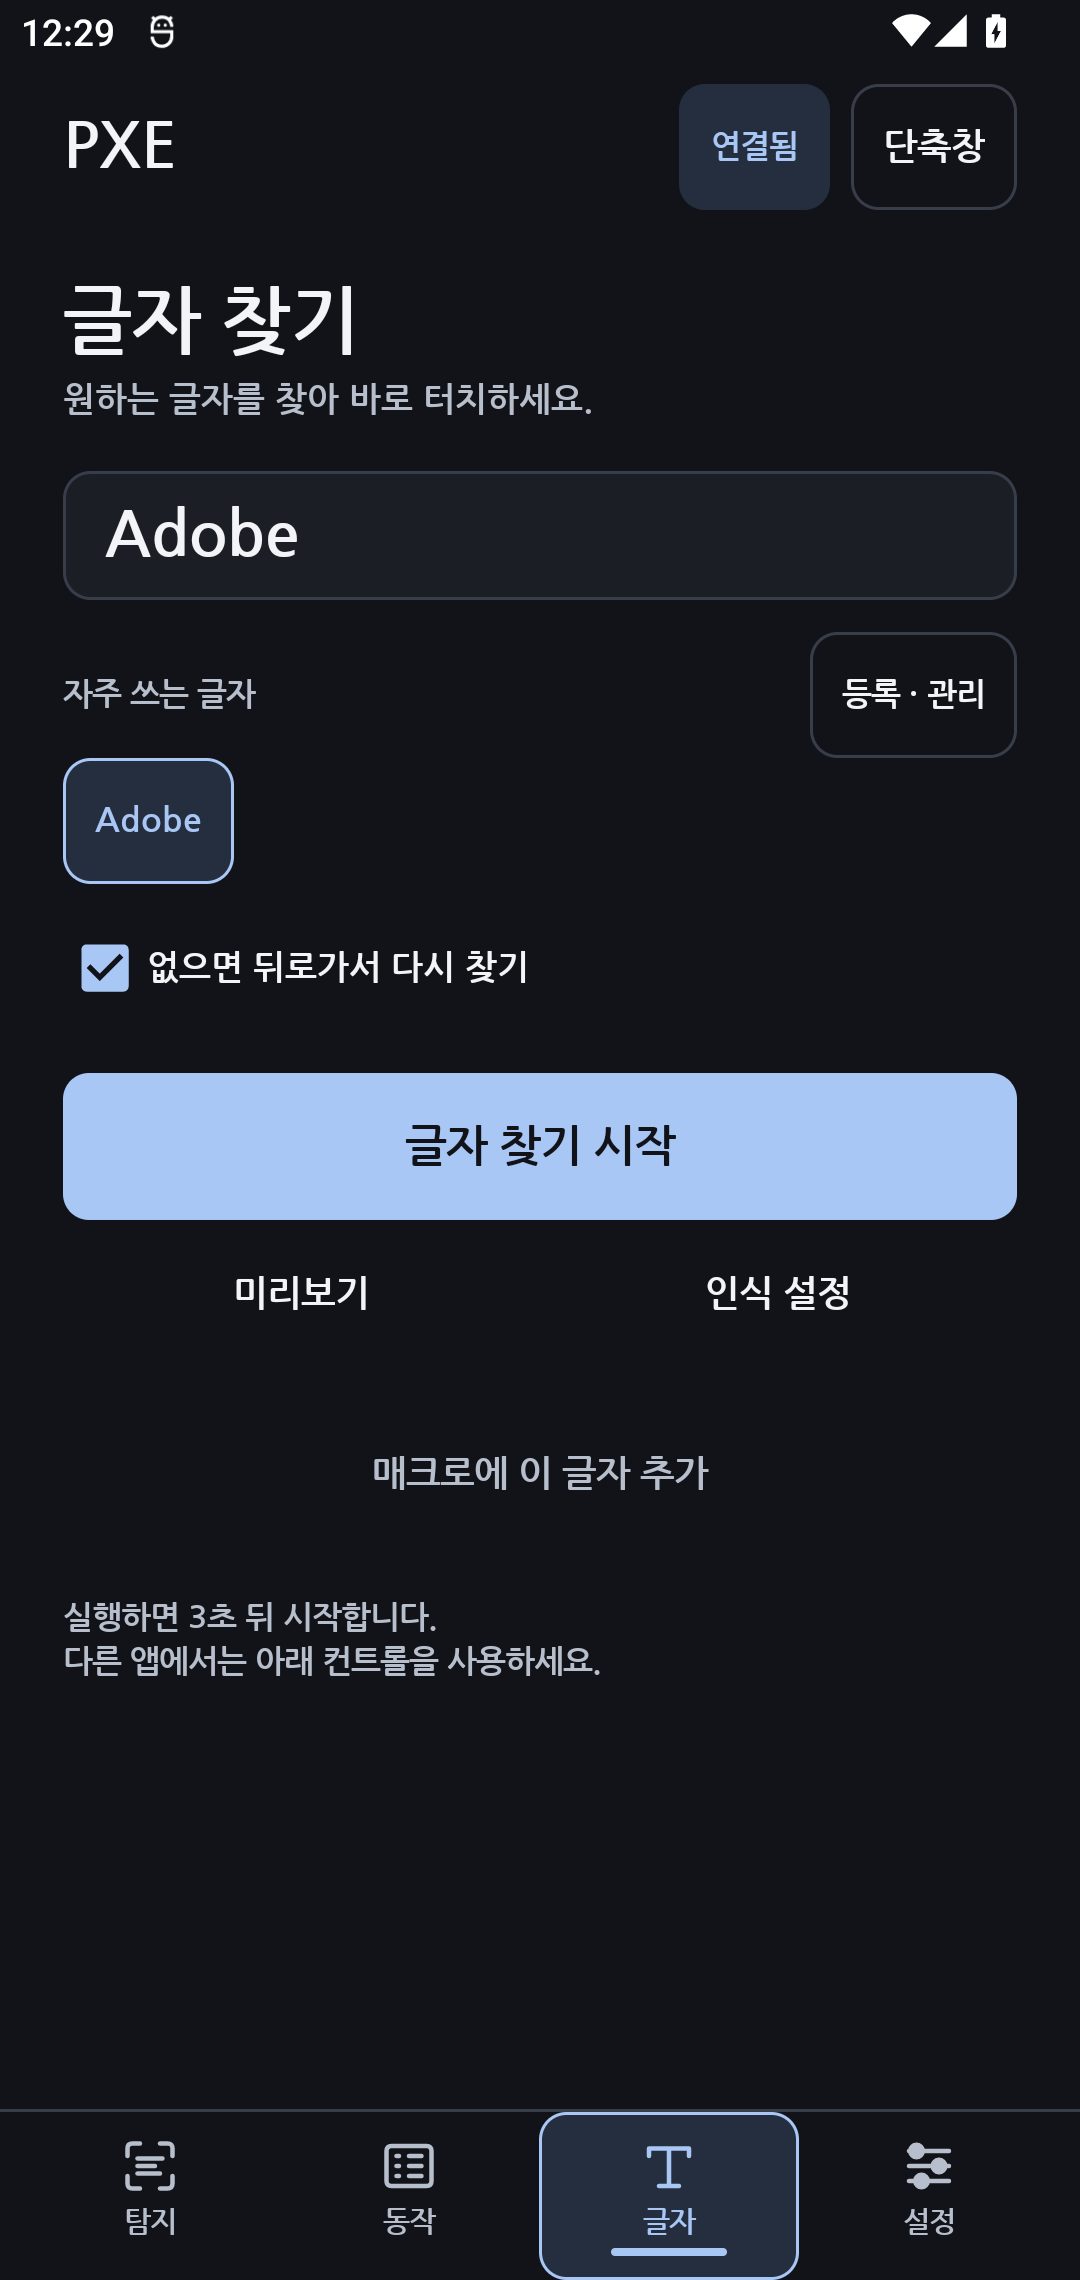 12:29
PXE
연결됨
단축창
글자 찾기
원하는 글자를 찾아 바로 터치하세요.
Adobe
자주 쓰는 글자
등록 · 관리
Adobe
없으면 뒤로가서 다시 찾기
글자 찾기 시작
미리보기
인식 설정
매크로에 이 글자 추가
실행하면 3초 뒤 시작합니다.
다른 앱에서는 아래 컨트롤을 사용하세요.
탐지
동작
글자
설정